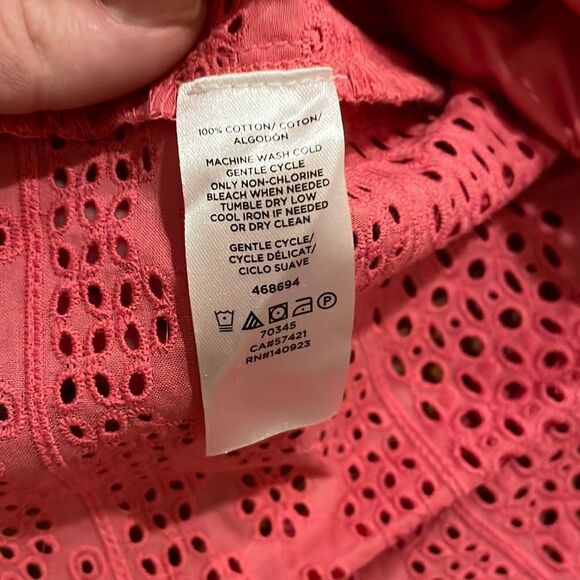 100% COTTON/ COTON/
ALGODÓN
MACHINE WASH COLD
GENTLE CYCLE
ONLY NON-CHLORINE
BLEACH WHEN NEEDED
TUMBLE DRY LOW
COOL IRON IF NEEDED
OR DRY CLEAN
GENTLE CYCLE/
CYCLE DÉLICAT/
CICLO SUAVE
468694
P
70345
CA#57421
RN#140923